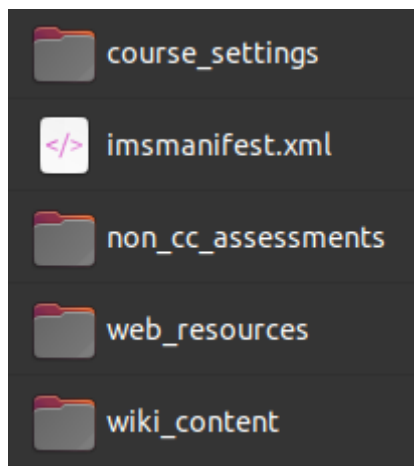 course_settings
imsmanifest.xml
non_cc_assessments
web_resources
wiki_content